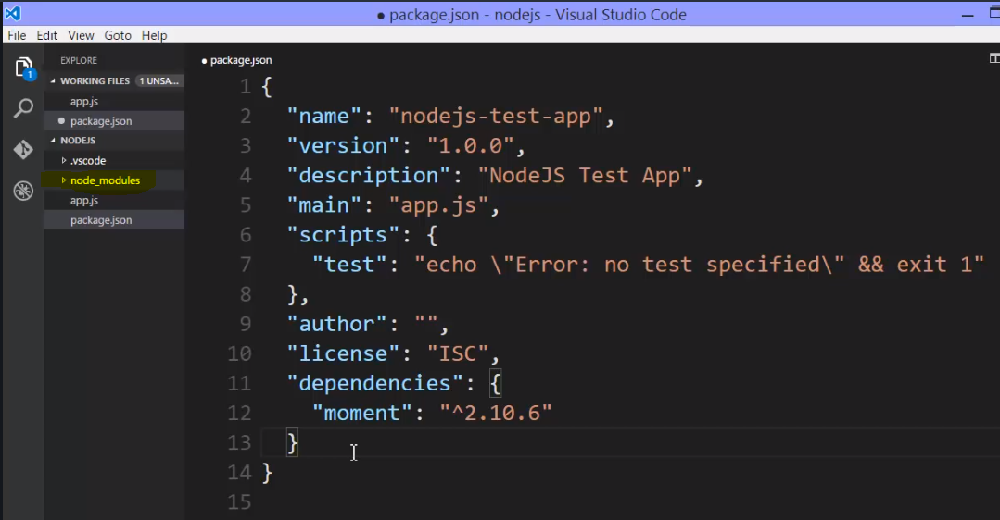 ● package.json - nodejs - Visual Studio Code
File Edit View Goto Help
EXPLORE
WORKING FILES 1 UNSA...
app.js
● package.json
NODEJS
.vscode
node_modules
app.js
package.json
1
● package.json
1 {
2 "name": "nodejs-test-app",
3 "version": "1.0.0",
4 "description": "NodeJS Test App",
5 "main": "app.js",
6 "scripts": {
7 "test": "echo \"Error: no test specified\" && exit 1"
8 },
9 "author": "",
10 "license": "ISC",
11 "dependencies": {
12 "moment": "^2.10.6"
13 }
14 }
15